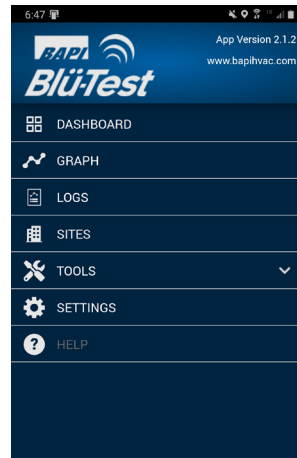 6:47
App Version 2.1.2
BAPI
www.bapihvac.com
Blü-Test
DASHBOARD
GRAPH
LOGS
SITES
TOOLS
SETTINGS
? HELP